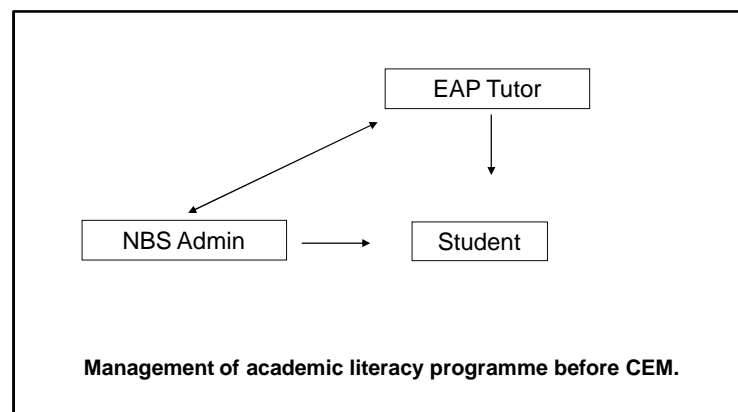 EAP Tutor
NBS Admin
Student
Management of academic literacy programme before CEM.